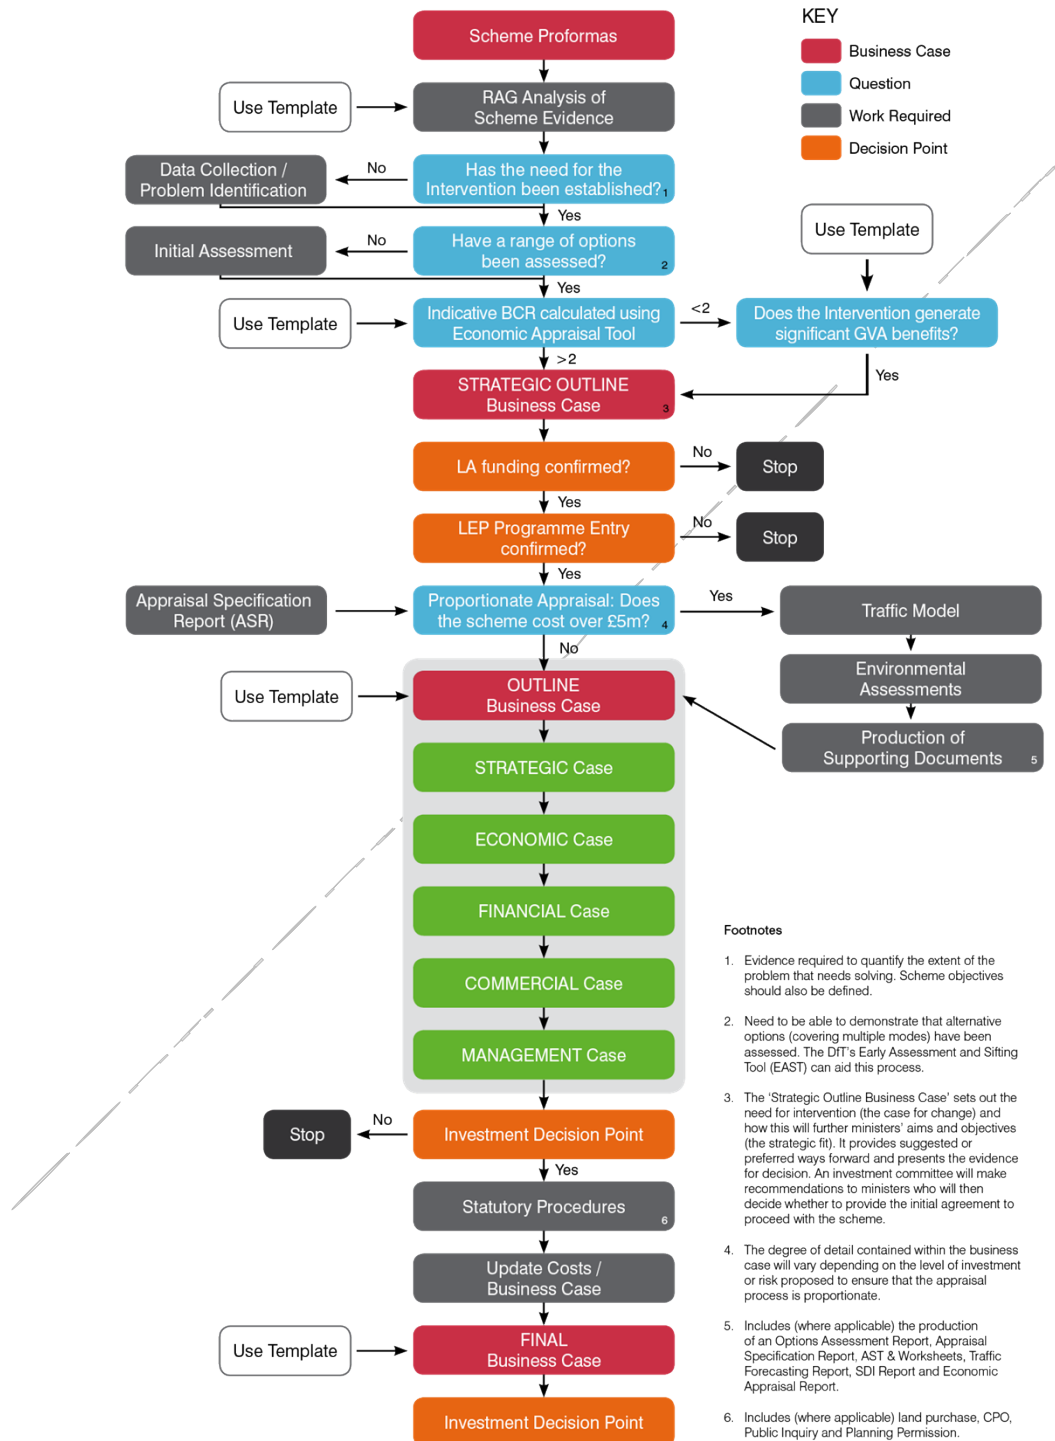 KEY
Business Case
Question
Work Required
Decision Point
Scheme Proformas
Use Template
RAG Analysis of
Scheme Evidence
Data Collection /
Problem Identification
No
Has the need for the
Intervention been established?
1
Yes
Initial Assessment
No
Have a range of options
been assessed?
2
Yes
Use Template
Use Template
Indicative BCR calculated using
Economic Appraisal Tool
<2
Does the Intervention generate
significant GVA benefits?
>2
Yes
STRATEGIC OUTLINE
Business Case
3
LA funding confirmed?
No
Stop
Yes
LEP Programme Entry
confirmed?
No
Stop
Yes
Appraisal Specification
Report (ASR)
Proportionate Appraisal: Does
the scheme cost over £5m?
4
Yes
Traffic Model
No
Environmental
Assessments
Use Template
OUTLINE
Business Case
Production of
Supporting Documents
5
STRATEGIC Case
ECONOMIC Case
FINANCIAL Case
COMMERCIAL Case
MANAGEMENT Case
Stop
No
Investment Decision Point
Yes
Statutory Procedures
6
Update Costs /
Business Case
Use Template
FINAL
Business Case
Investment Decision Point
Footnotes
1. Evidence required to quantify the extent of the
problem that needs solving. Scheme objectives
should also be defined.
2. Need to be able to demonstrate that alternative
options (covering multiple modes) have been
assessed. The DfT's Early Assessment and Sifting
Tool (EAST) can aid this process.
3. The 'Strategic Outline Business Case' sets out the
need for intervention (the case for change) and
how this will further ministers' aims and objectives
(the strategic fit). It provides suggested or
preferred ways forward and presents the evidence
for decision. An investment committee will make
recommendations to ministers who will then
decide whether to provide the initial agreement to
proceed with the scheme.
4. The degree of detail contained within the business
case will vary depending on the level of investment
or risk proposed to ensure that the appraisal
process is proportionate.
5. Includes (where applicable) the production
of an Options Assessment Report, Appraisal
Specification Report, AST & Worksheets, Traffic
Forecasting Report, SDI Report and Economic
Appraisal Report.
6. Includes (where applicable) land purchase, CPO,
Public Inquiry and Planning Permission.